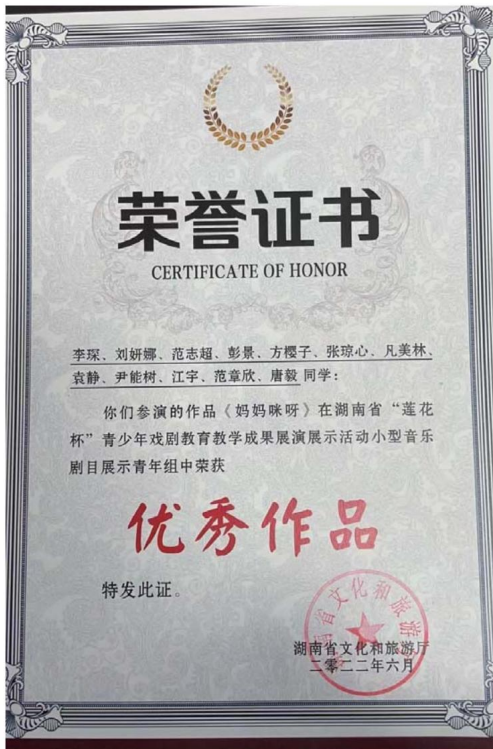 荣誉证书
CERTIFICATE OF HONOR
李琛、刘妍娜、范志超、彭景、方樱子、张琼心、凡美林、
袁静、尹能树、江宇、范章欣、唐毅 同学：
你们参演的作品《妈妈咪呀》在湖南省“莲花
杯”青少年戏剧教育教学成果展演展示活动小型音乐
剧目展示青年组中荣获
优秀作品
特发此证。
湖南省文化和旅游厅
二零二二年六月